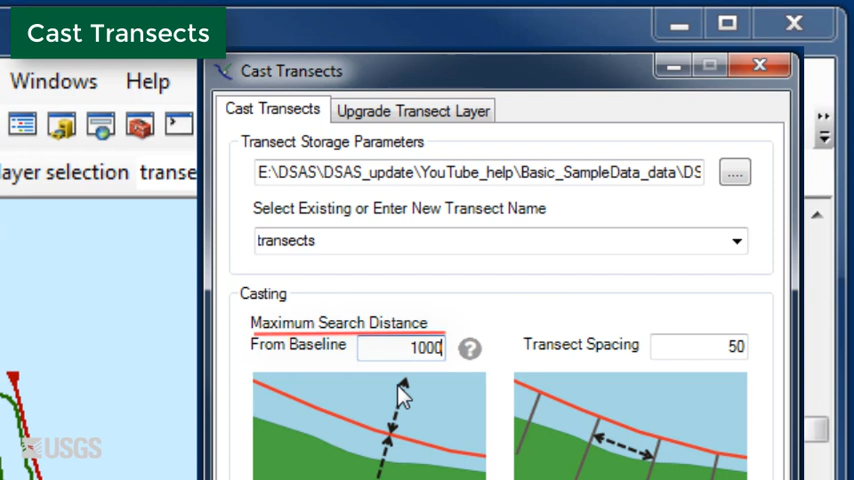 Cast Transects
Windows Help
Cast Transects
Cast Transects Upgrade Transect Layer
Transect Storage Parameters
ayer selection transe
E:\DSAS\DSAS_update\YouTube_help\Basic_SampleData_data\DS
....
Select Existing or Enter New Transect Name
transects
Casting
Maximum Search Distance
From Baseline 1000 ? Transect Spacing 50
USGS